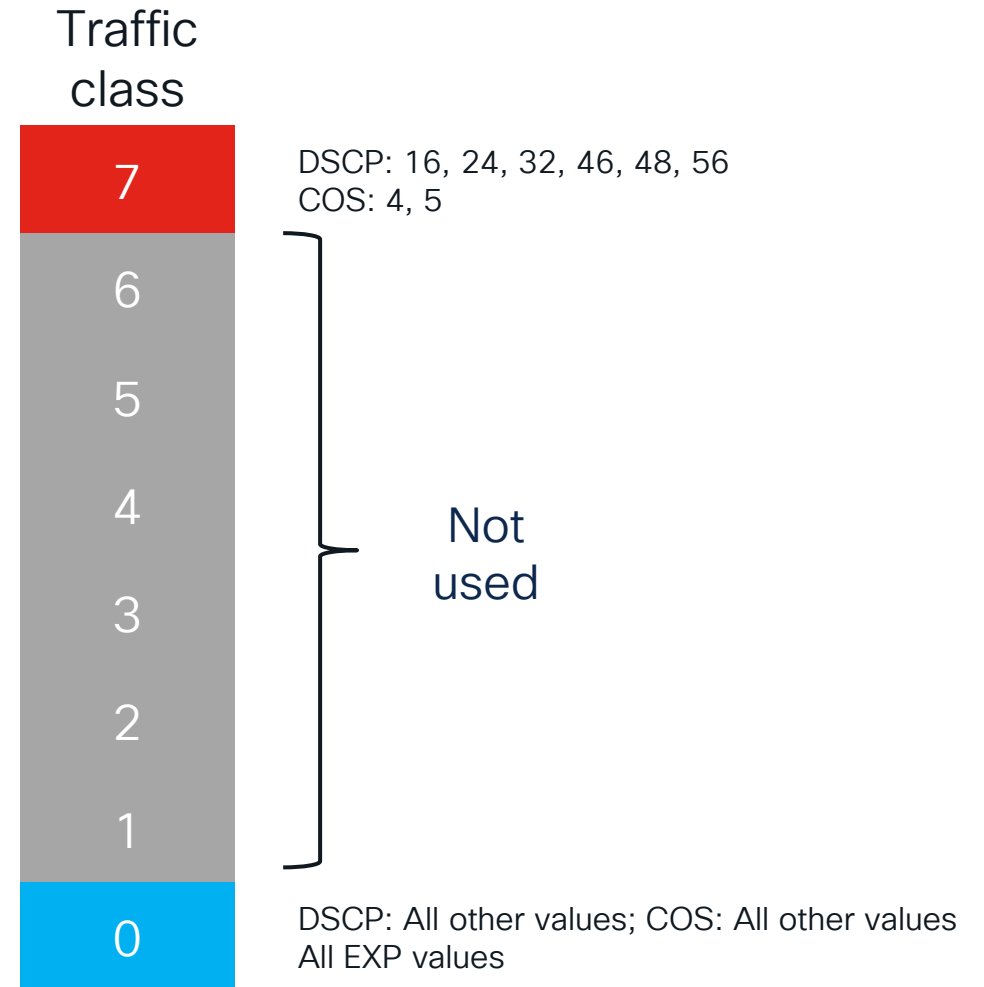 Traffic
class
7
DSCP: 16, 24, 32, 46, 48, 56
COS: 4, 5
6
5
4
Not
used
3
2
1
0
DSCP: All other values; COS: All other values
All EXP values